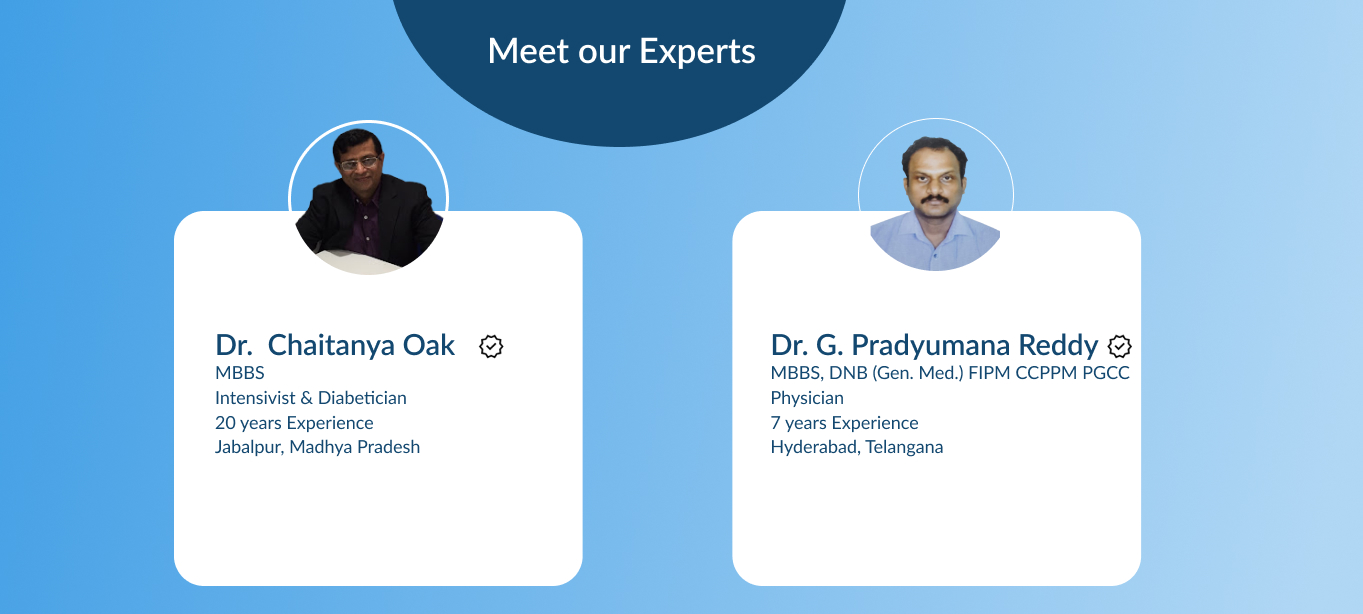 Meet our Experts
Dr. Chaitanya Oak
MBBS
Intensivist & Diabetician
20 years Experience
Jabalpur, Madhya Pradesh
Dr. G. Pradyumana Reddy
MBBS, DNB (Gen. Med.) FIPM CCPPM PGCC
Physician
7 years Experience
Hyderabad, Telangana